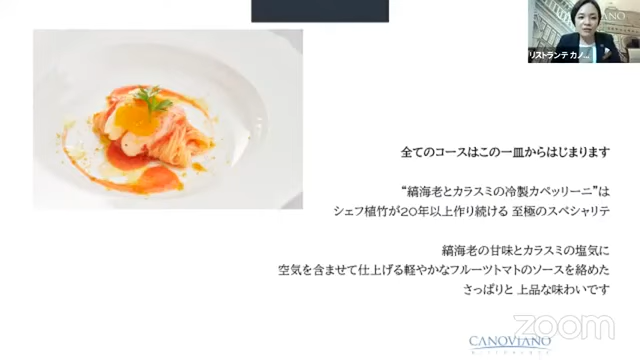 リストランテ カノ...
全てのコースはこの一皿からはじまります
“縞海老とカラスミの冷製カペッリーニ”は
シェフ植竹が20年以上作り続ける 至極のスペシャリテ
縞海老の甘味とカラスミの塩気に
空気を含ませて仕上げる軽やかなフルーツトマトのソースを絡めた
さっぱりと 上品な味わいです
zoom
CANOVIANO